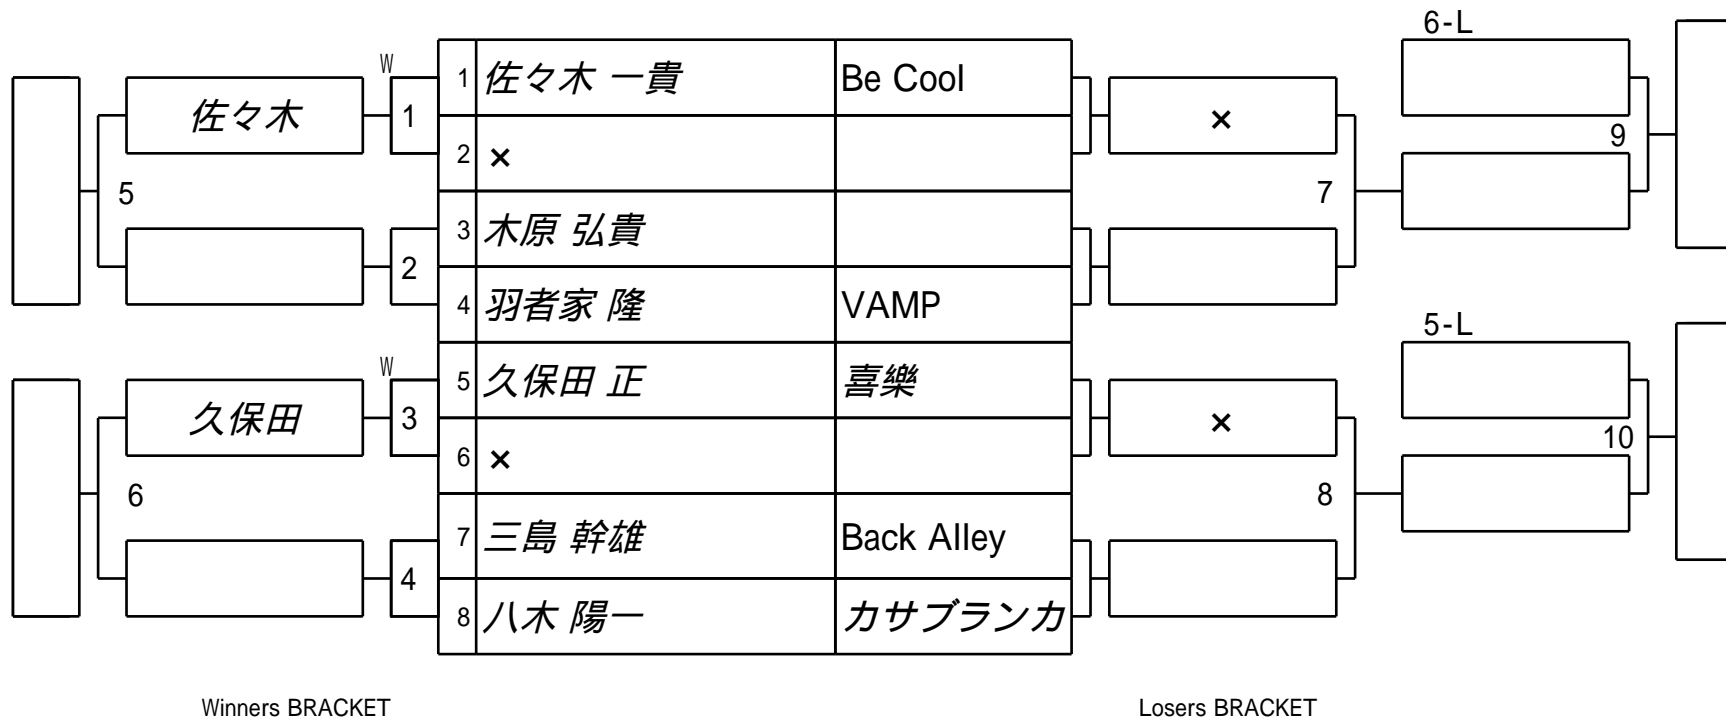 6-L
W
1 佐々木 一貴 Be Cool
佐々木 1 ×
9
2 ×
5 7
3 木原 弘貴
2
4 羽者家 隆 VAMP
5-L
W
5 久保田 正 喜樂
久保田 3 ×
10
6 ×
6 8
7 三島 幹雄 Back Alley
4
8 八木 陽一 カサブランカ
Winners BRACKET Losers BRACKET